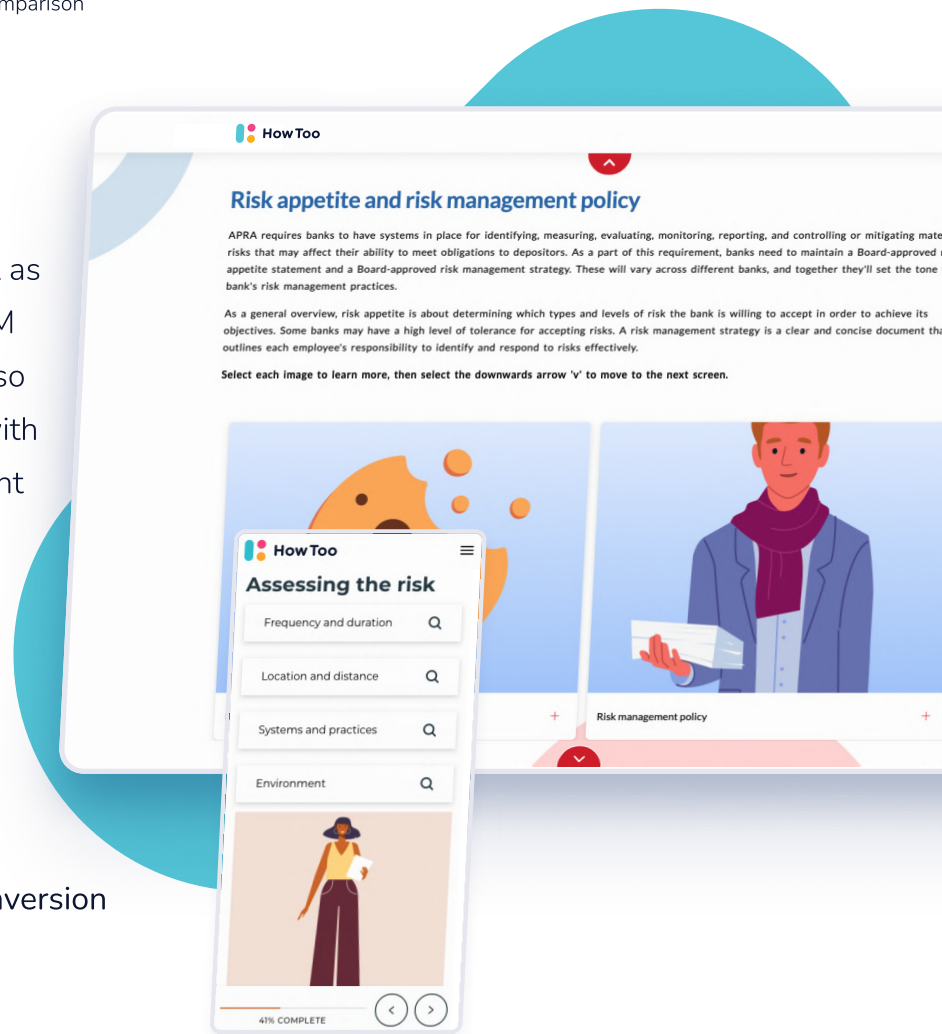 mparison
as
M
so
ith
nt
nversion
HowToo
Risk appetite and risk management policy
APRA requires banks to have systems in place for identifying, measuring, evaluating, monitoring, reporting, and controlling or mitigating mate
risks that may affect their ability to meet obligations to depositors. As a part of this requirement, banks need to maintain a Board-approved
appetite statement and a Board-approved risk management strategy. These will vary across different banks, and together they'll set the tone
bank's risk management practices.
As a general overview, risk appetite is about determining which types and levels of risk the bank is willing to accept in order to achieve its
objectives. Some banks may have a high level of tolerance for accepting risks. A risk management strategy is a clear and concise document tha
outlines each employee's responsibility to identify and respond to risks effectively.
Select each image to learn more, then select the downwards arrow 'v' to move to the next screen.
+
Risk management policy +
HowToo
Assessing the risk
Frequency and duration
Location and distance
Systems and practices
Environment
41% COMPLETE